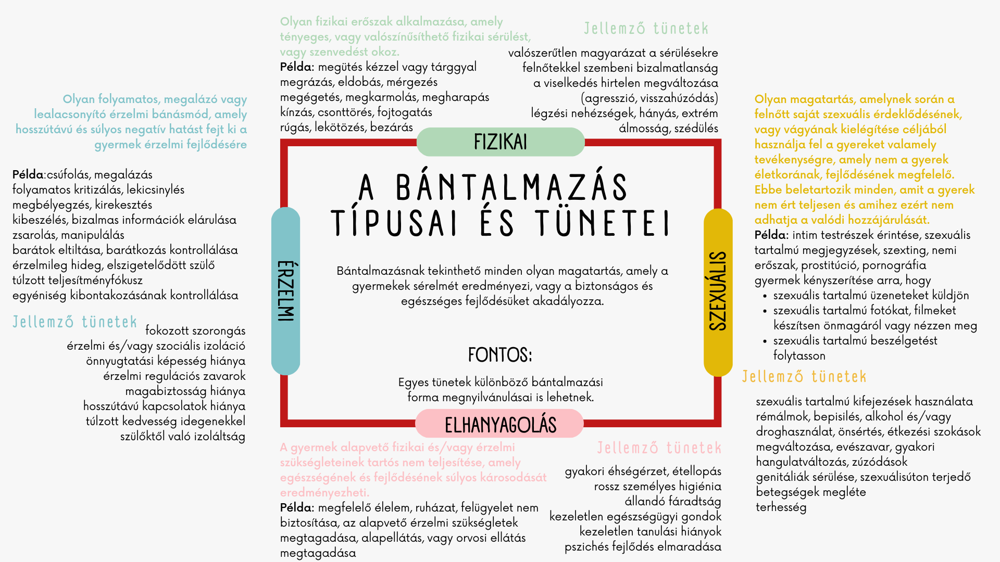 A BÁNTALMAZÁS
TÍPUSAI ÉS TÜNETEI
Bántalmazásnak tekinthető minden olyan magatartás, amely a
gyermekek sérelmét eredményezi, vagy a biztonságos és
egészséges fejlődésüket akadályozza.
FONTOS:
Egyes tünetek különböző bántalmazási
forma megnyilvánulásai is lehetnek.
FIZIKAI
Olyan fizikai erőszak alkalmazása, amely
tényeges, vagy valószínűsíthető fizikai sérülést,
vagy szenvedést okoz.
Példa: megütés kézzel vagy tárggyal
megrázás, eldobás, mérgezés
megégetés, megkarmolás, megharapás
kínzás, csonttörés, fojtogatás
rúgás, lekötözés, bezárás
Jellemző tünetek
valószerűtlen magyarázat a sérülésekre
felnőtekkel szembeni bizalmatlanság
a viselkedés hirtelen megváltozása
(agresszió, visszahúzódás)
légzési nehézségek, hányás, extrém
álmosság, szédülés
ÉRZELMI
Olyan folyamatos, megalázó vagy
lealacsonyító érzelmi bánásmód, amely
hosszútávú és súlyos negatív hatást fejt ki a
gyermek érzelmi fejlődésére
Példa:csúfolás, megalázás
folyamatos kritizálás, lekicsinylés
megbélyegzés, kirekesztés
kibeszélés, bizalmas információk elárulása
zsarolás, manipulálás
barátok eltiltása, barátkozás kontrollálása
érzelmileg hideg, elszigetelődött szülő
túlzott teljesítményfókusz
egyéniség kibontakozásának kontrollálása
Jellemző tünetek
fokozott szorongás
érzelmi és/vagy szociális izoláció
önnyugtatási képesség hiánya
érzelmi regulációs zavarok
magabiztosság hiánya
hosszútávú kapcsolatok hiánya
túlzott kedvesség idegenekkel
szülőktől való izoláltság
SZEXUÁLIS
Olyan magatartás, amelynek során a
felnőtt saját szexuális érdeklődésének,
vagy vágyának kielégítése céljából
használja fel a gyereket valamely
tevékenységre, amely nem a gyerek
életkorának, fejlődésének megfelelő.
Ebbe beletartozik minden, amit a gyerek
nem ért teljesen és amihez ezért nem
adhatja a valódi hozzájárulását.
Példa: intim testrészek érintése, szexuális
tartalmú megjegyzések, szexting, nemi
erőszak, prostitúció, pornográfia
gyermek kényszerítése arra, hogy
• szexuális tartalmú üzeneteket küldjön
• szexuális tartalmú fotókat, filmeket
készítsen önmagáról vagy nézzen meg
• szexuális tartalmú beszélgetést
folytasson
Jellemző tünetek
szexuális tartalmú kifejezések használata
rémálmok, bepisilés, alkohol és/vagy
droghasználat, önsértés, étkezési szokások
megváltozása, evészavar, gyakori
hangulatváltozás, zúzódások
genitáliák sérülése, szexuálisúton terjedő
betegségek megléte
terhesség
ELHANYAGOLÁS
A gyermek alapvető fizikai és/vagy érzelmi
szükségleteinek tartós nem teljesítése, amely
egészségének és fejlődésének súlyos károsodását
eredményezheti.
Példa: megfelelő élelem, ruházat, felügyelet nem
biztosítása, az alapvető érzelmi szükségletek
megtagadása, alapellátás, vagy orvosi ellátás
megtagadása
Jellemző tünetek
gyakori éhségérzet, étellopás
rossz személyes higiénia
állandó fáradtság
kezeletlen egészségügyi gondok
kezeletlen tanulási hiányok
pszichés fejlődés elmaradása